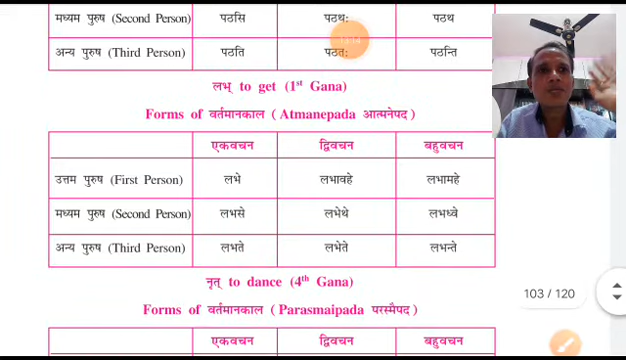 मध्यम पुरुष (Second Person) पठसि पठथः पठथ
अन्य पुरुष (Third Person) पठति पठतः पठन्ति
लभ् to get (1st Gana)
Forms of वर्तमानकाल ( Atmanepada आत्मनेपद )
एकवचन द्विवचन बहुवचन
उत्तम पुरुष (First Person) लभे लभावहे लभामहे
मध्यम पुरुष (Second Person) लभसे लभेथे लभध्वे
अन्य पुरुष (Third Person) लभते लभेते लभन्ते
नृत् to dance (4th Gana)
103 / 120
Forms of वर्तमानकाल ( Parasmaipada परस्मैपद )
एकवचन द्विवचन बहुवचन